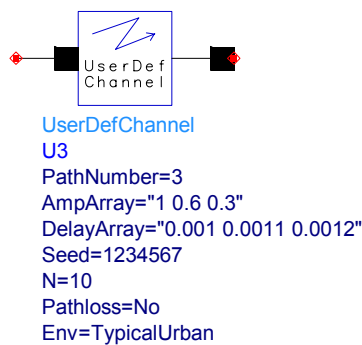 UserDef
Channel
UserDefChannel
U3
PathNumber=3
AmpArray="1 0.6 0.3"
DelayArray="0.001 0.0011 0.0012"
Seed=1234567
N=10
Pathloss=No
Env=TypicalUrban